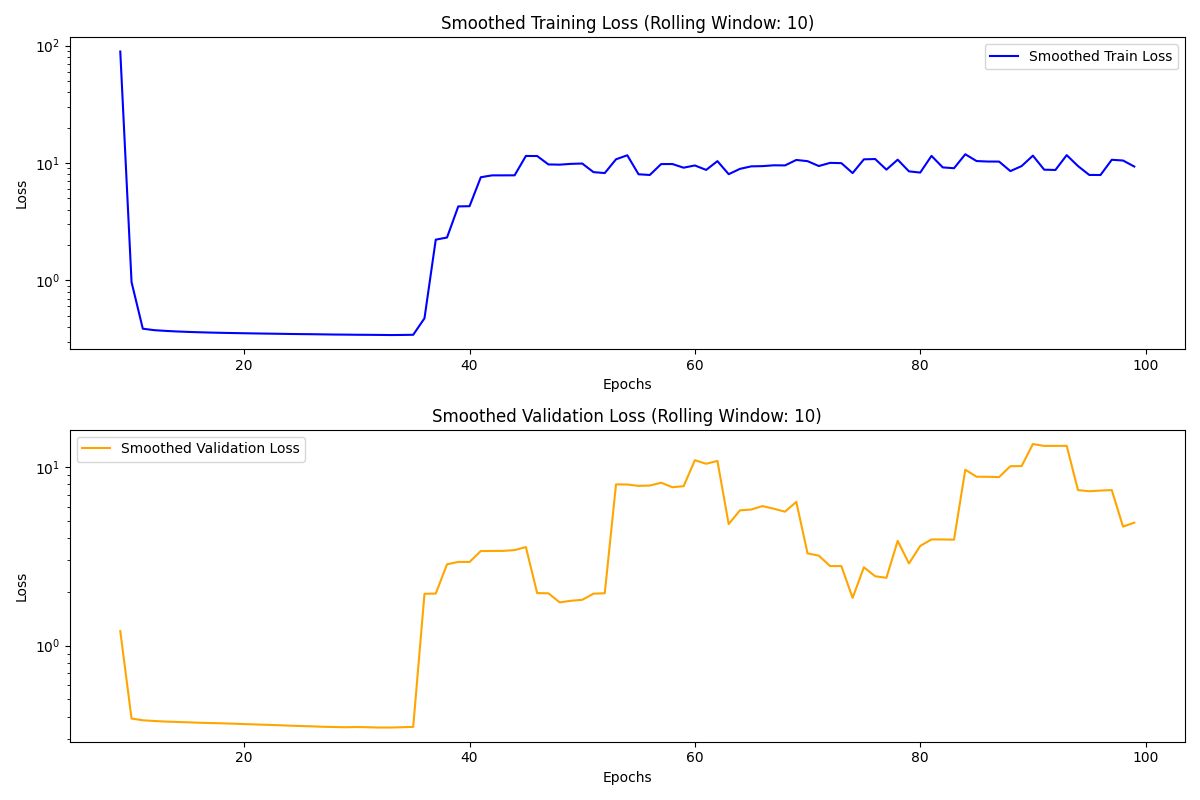 Smoothed Training Loss (Rolling Window: 10)
Smoothed Train Loss
Loss
10²
10¹
10⁰
20 40 60 80 100
Epochs
Smoothed Validation Loss (Rolling Window: 10)
Smoothed Validation Loss
Loss
10¹
10⁰
20 40 60 80 100
Epochs